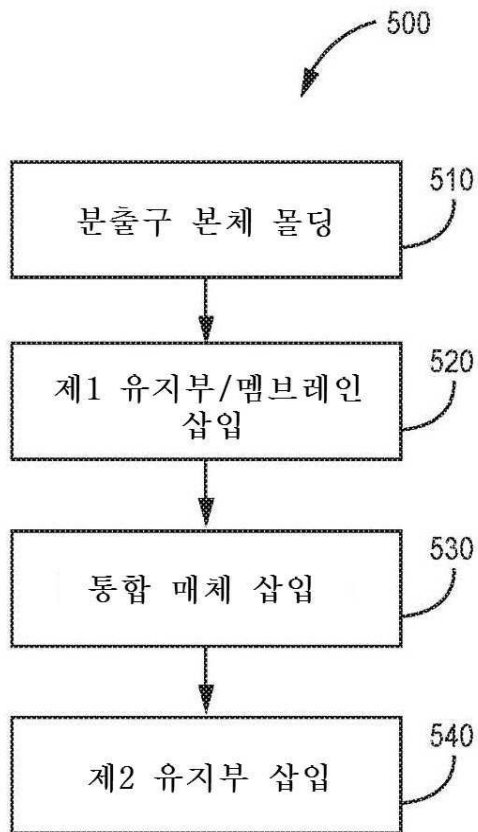 500
분출구 본체 몰딩
510
제1 유지부/멤브레인
삽입
520
통합 매체 삽입
530
제2 유지부 삽입
540